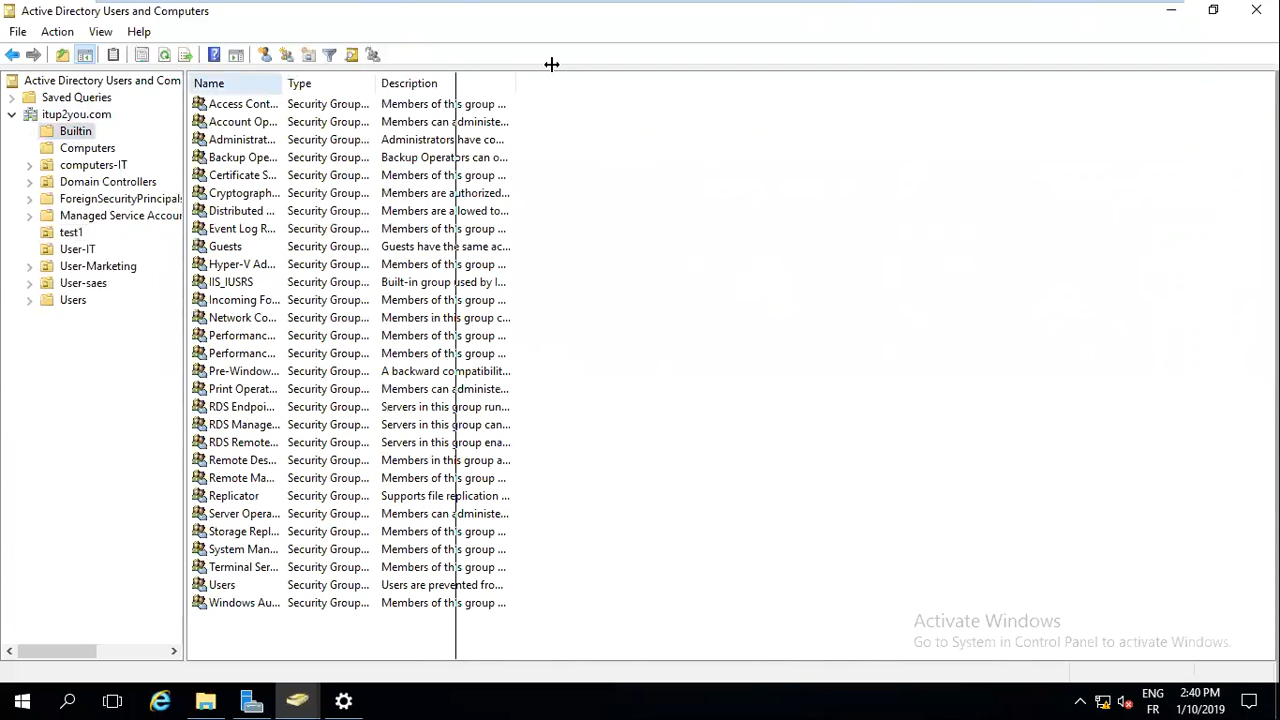 Active Directory Users and Computers
File Action View Help
Active Directory Users and Com
Saved Queries
itup2you.com
Builtin
Computers
computers-IT
Domain Controllers
ForeignSecurityPrincipals
Managed Service Accour
test1
User-IT
User-Marketing
User-saes
Users
Name Type Description
Access Cont... Security Group... Members of this group ...
Account Op... Security Group... Members can administe...
Administrat... Security Group... Administrators have co...
Backup Ope... Security Group... Backup Operators can o...
Certificate S... Security Group... Members of this group ...
Cryptograph... Security Group... Members are authorized...
Distributed ... Security Group... Members are allowed to...
Event Log R... Security Group... Members of this group ...
Guests Security Group... Guests have the same ac...
Hyper-V Ad... Security Group... Members of this group ...
IIS_IUSRS Security Group... Built-in group used by I...
Incoming Fo... Security Group... Members of this group ...
Network Co... Security Group... Members in this group c...
Performanc... Security Group... Members of this group ...
Performanc... Security Group... Members of this group ...
Pre-Window... Security Group... A backward compatibilit...
Print Operat... Security Group... Members can administe...
RDS Endpoi... Security Group... Servers in this group run...
RDS Manage... Security Group... Servers in this group can...
RDS Remote... Security Group... Servers in this group ena...
Remote Des... Security Group... Members in this group a...
Remote Ma... Security Group... Members of this group ...
Replicator Security Group... Supports file replication ...
Server Opera... Security Group... Members can administe...
Storage Repl... Security Group... Members of this group ...
System Man... Security Group... Members of this group ...
Terminal Ser... Security Group... Members of this group ...
Users Security Group... Users are prevented fro...
Windows Au... Security Group... Members of this group ...
Activate Windows
Go to System in Control Panel to activate Windows.
ENG 2:40 PM
FR 1/10/2019